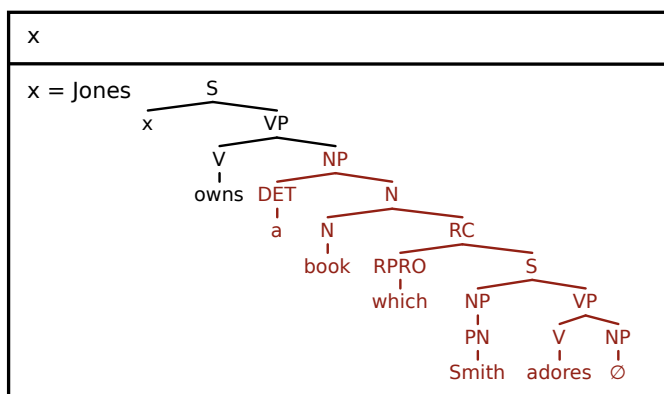 x
x = Jones S
x VP
V NP
owns DET N
a N RC
book RPRO S
which NP VP
PN V NP
Smith adores ∅